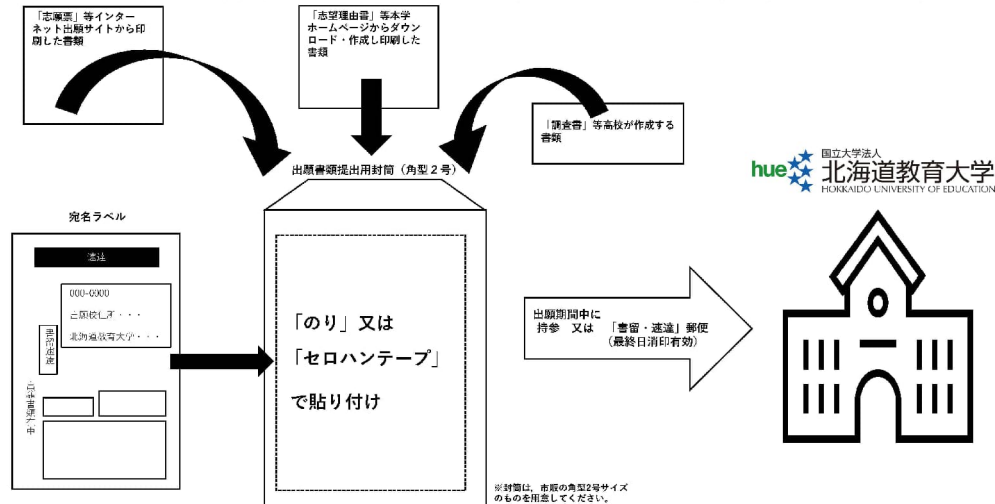 「志願票」等インター
ネット出願サイトから印
刷した書類
「志望理由書」等本学
ホームページからダウン
ロード・作成し印刷した
書類
「調査書」等高校が作成する
書類
出願書類提出用封筒（角型２号）
hue
国立大学法人
北海道教育大学
HOKKAIDO UNIVERSITY OF EDUCATION
宛名ラベル
速達
000-0000
北海道教育大学・・・
「のり」又は
「セロハンテープ」
で貼り付け
出願期間中に
持参　又は　「書留・速達」郵便
（最終日消印有効）
※封筒は、市販の角型2号サイズ
のものを用意してください。